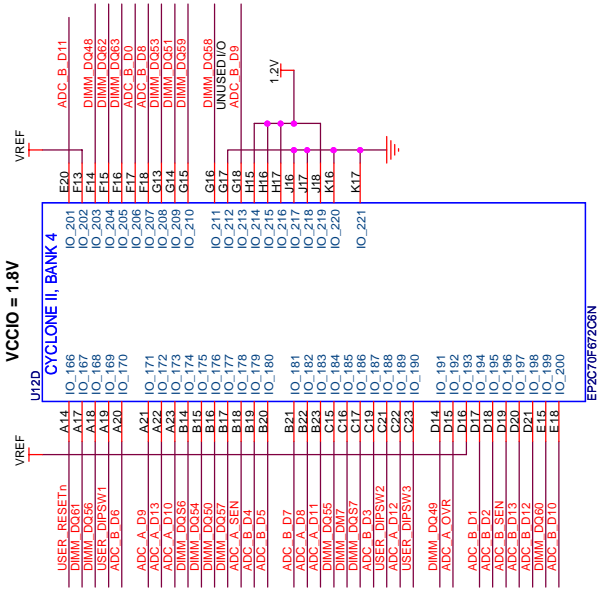 VCCIO = 1.8V
VREF
ADC_B_D11
DIMM_DQ48
DIMM_DQ62
DIMM_DQ63
ADC_B_D0
ADC_B_D8
DIMM_DQ53
DIMM_DQ51
DIMM_DQ59
DIMM_DQ58
UNUSED I/O
ADC_B_D9
1.2V
E20
F13
F14
F15
F16
F17
F18
G13
G14
G15
G16
G17
G18
H15
H16
H17
J16
J17
J18
K16
K17
IO_201
IO_202
IO_203
IO_204
IO_205
IO_206
IO_207
IO_208
IO_209
IO_210
IO_211
IO_212
IO_213
IO_214
IO_215
IO_216
IO_217
IO_218
IO_219
IO_220
IO_221
U12D
CYCLONE II, BANK 4
EP2C70F672C6N
IO_166
IO_167
IO_168
IO_169
IO_170
IO_171
IO_172
IO_173
IO_174
IO_175
IO_176
IO_177
IO_178
IO_179
IO_180
IO_181
IO_182
IO_183
IO_184
IO_185
IO_186
IO_187
IO_188
IO_189
IO_190
IO_191
IO_192
IO_193
IO_194
IO_195
IO_196
IO_197
IO_198
IO_199
IO_200
A14
A17
A18
A19
A20
A21
A22
A23
B14
B15
B16
B17
B18
B19
B20
B21
B22
B23
C15
C16
C17
C19
C21
C22
C23
D14
D15
D16
D17
D18
D19
D20
D21
E15
E18
VREF
USER_RESETn
DIMM_DQ61
DIMM_DQ56
USER_DIPSW1
ADC_B_D6
ADC_A_D9
ADC_A_D13
ADC_A_D10
DIMM_DQS6
DIMM_DQ54
DIMM_DQ50
DIMM_DQ57
ADC_A_SEN
ADC_B_D4
ADC_B_D5
ADC_B_D7
ADC_A_D8
ADC_A_D11
DIMM_DQ55
DIMM_DM7
DIMM_DQS7
ADC_B_D3
USER_DIPSW2
ADC_A_D12
USER_DIPSW3
DIMM_DQ49
ADC_A_OVR
ADC_B_D1
ADC_B_D2
ADC_B_SEN
ADC_B_D13
ADC_B_D12
DIMM_DQ60
ADC_B_D10